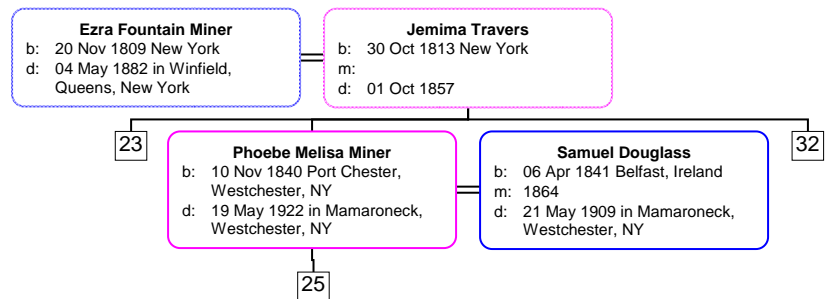 Ezra Fountain Miner
b: 20 Nov 1809 New York
d: 04 May 1882 in Winfield,
Queens, New York
Jemima Travers
b: 30 Oct 1813 New York
m:
d: 01 Oct 1857
23
32
Phoebe Melisa Miner
b: 10 Nov 1840 Port Chester,
Westchester, NY
d: 19 May 1922 in Mamaroneck,
Westchester, NY
Samuel Douglass
b: 06 Apr 1841 Belfast, Ireland
m: 1864
d: 21 May 1909 in Mamaroneck,
Westchester, NY
25